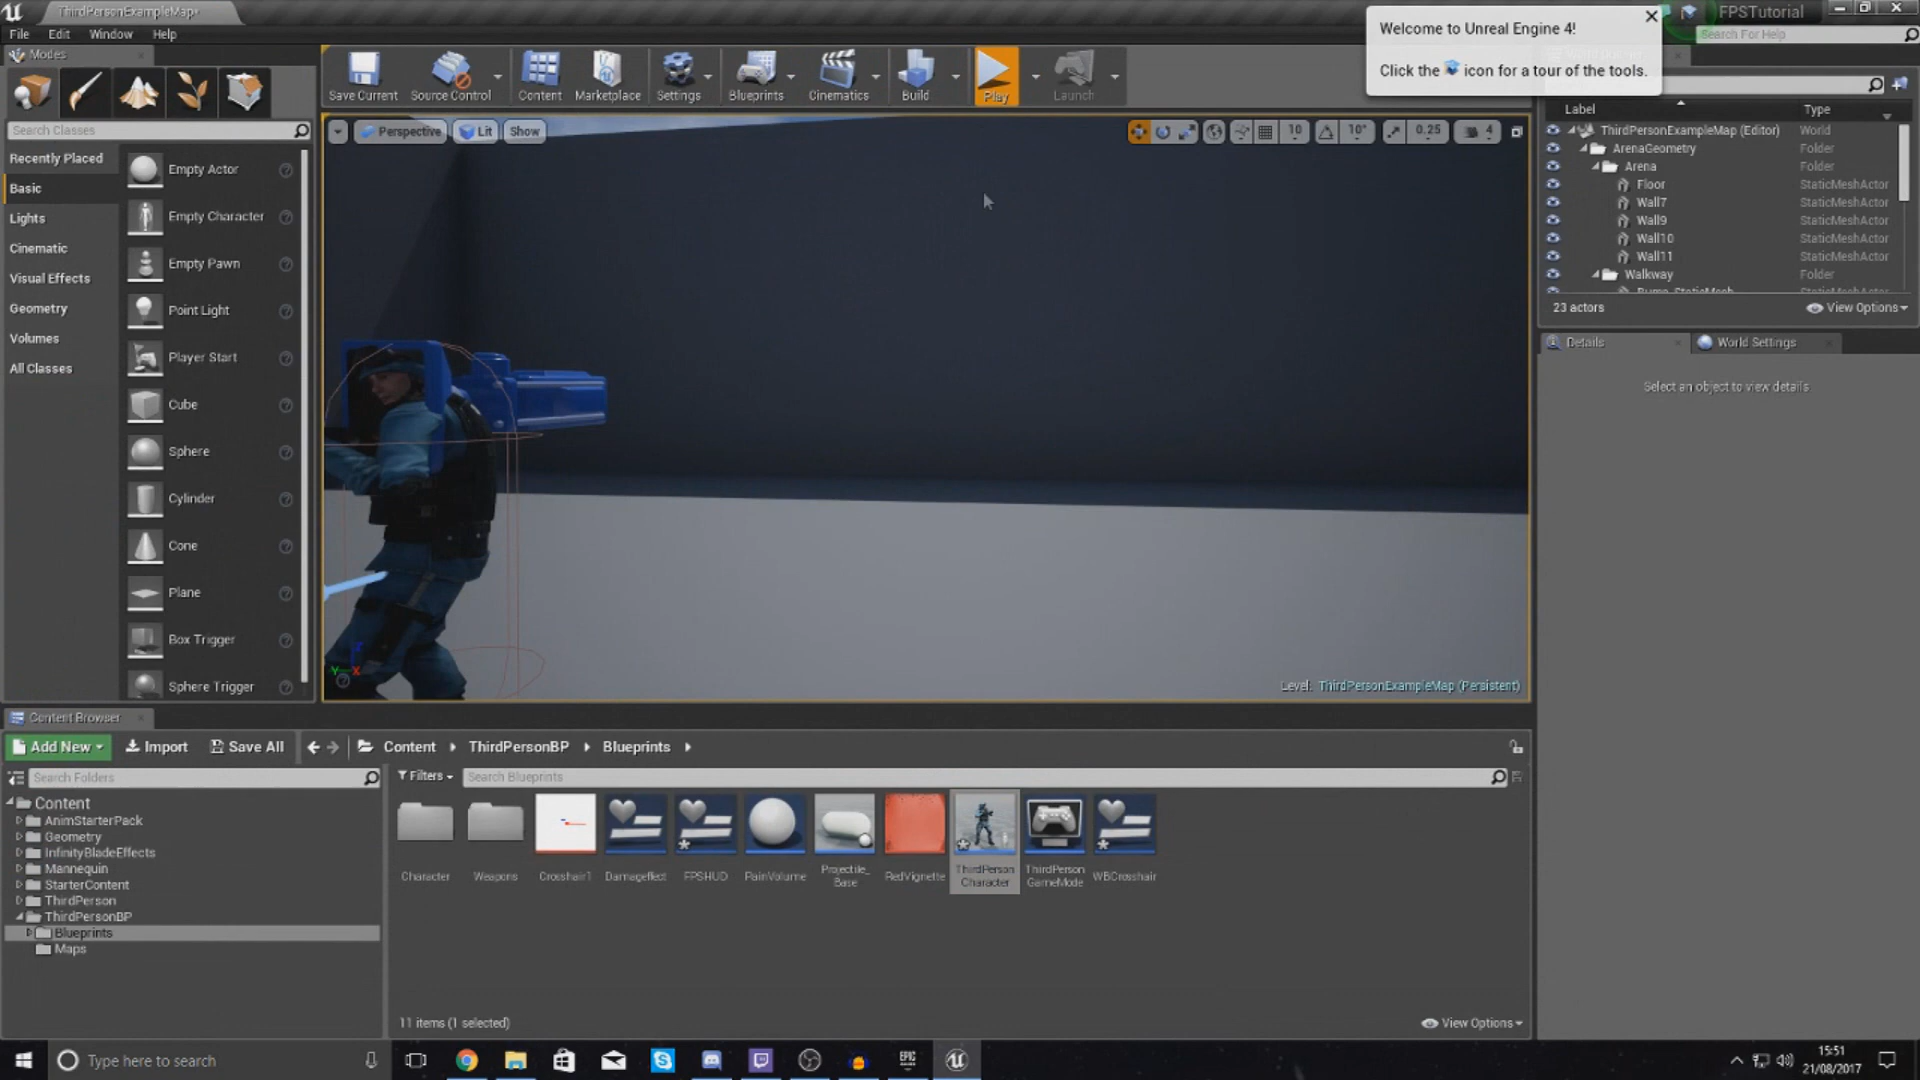 ThirdPersonExampleMap*
FPSTutorial
File Edit Window Help
Search For Help
Welcome to Unreal Engine 4!
Click the icon for a tour of the tools.
Modes
Save Current
Source Control
Content
Marketplace
Settings
Blueprints
Cinematics
Build
Play
Launch
Search Classes
Recently Placed
Basic
Lights
Cinematic
Visual Effects
Geometry
Volumes
All Classes
Empty Actor
Empty Character
Empty Pawn
Point Light
Player Start
Cube
Sphere
Cylinder
Cone
Plane
Box Trigger
Sphere Trigger
Perspective Lit Show
10 10° 0.25 4
Y X
Level: ThirdPersonExampleMap (Persistent)
Label Type
ThirdPersonExampleMap (Editor) World
ArenaGeometry Folder
Arena Folder
Floor StaticMeshActor
Wall7 StaticMeshActor
Wall9 StaticMeshActor
Wall10 StaticMeshActor
Wall11 StaticMeshActor
Walkway Folder
23 actors View Options
Details World Settings
Select an object to view details
Content Browser
Add New Import Save All Content ThirdPersonBP Blueprints
Search Folders
Filters Search Blueprints
Content
AnimStarterPack
Geometry
InfinityBladeEffects
Mannequin
StarterContent
ThirdPerson
ThirdPersonBP
Blueprints
Maps
Character
Weapons
Crosshair1
Dameffect
FPSHUD
PainVolume
Projectile_
Base
RedVignette
ThirdPerson
Character
ThirdPerson
GameMode
WBCrosshair
11 items (1 selected)
View Options
Type here to search
EPIC
GAMES
15:51
21/08/2017